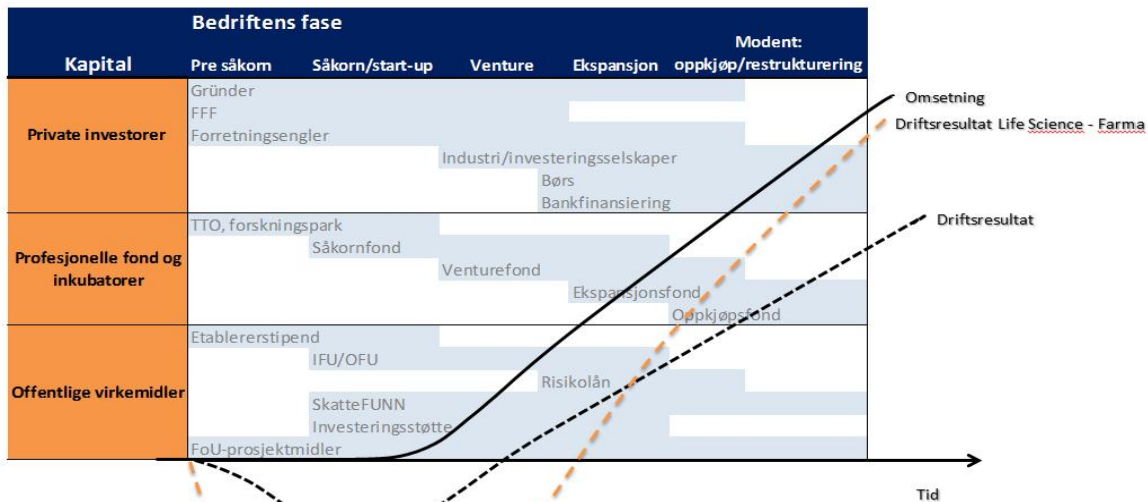 Bedriftens fase
Kapital
Pre såkorn
Såkorn/start-up
Venture
Ekspansjon
Modent:
oppkjøp/restrukturering
Private investorer
Gründer
FFF
Forretningsengler
Industri/investeringsselskaper
Børs
Bankfinansiering
Profesjonelle fond og
inkubatorer
TTO, forskningspark
Såkornfond
Venturefond
Ekspansjonsfond
Oppkjøpsfond
Offentlige virkemidler
Etablererstipend
IFU/OFU
Risikolån
SkatteFUNN
Investeringsstøtte
FoU-prosjektmidler
Omsetning
Driftsresultat Life Science - Farma
Driftsresultat
Tid